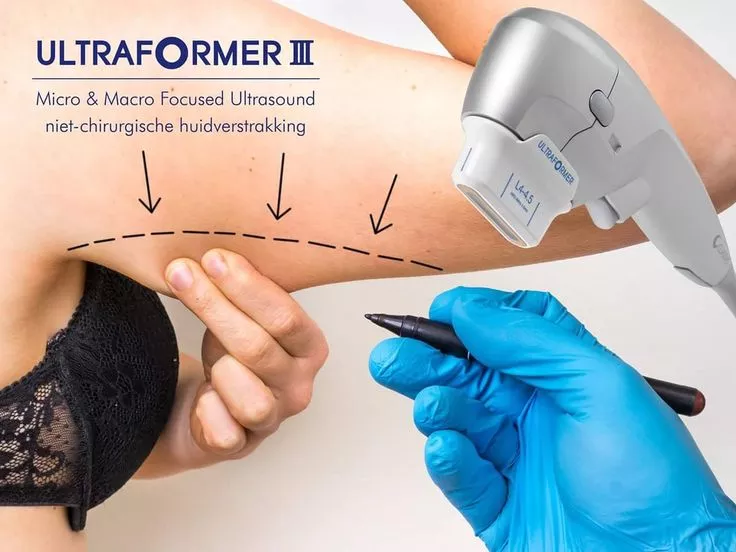 ULTRAFORMER III
Micro & Macro Focused Ultrasound
niet-chirurgische huidverstrakking
ULTRAFORMER
L4-4.5